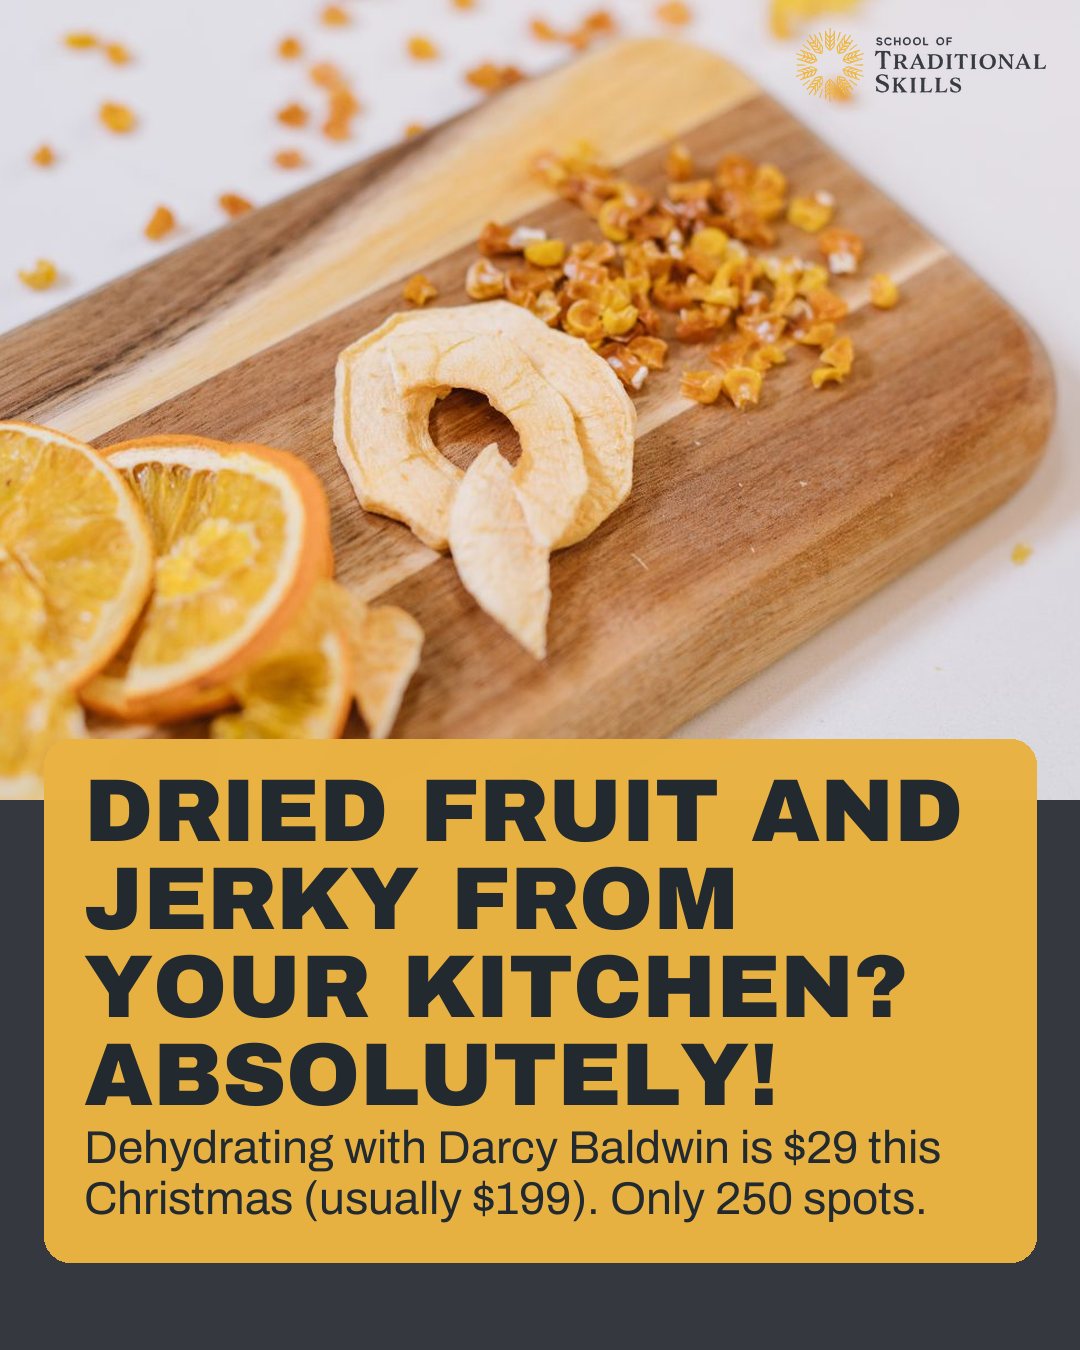 SCHOOL OF
TRADITIONAL
SKILLS
DRIED FRUIT AND
JERKY FROM
YOUR KITCHEN?
ABSOLUTELY!
Dehydrating with Darcy Baldwin is $29 this
Christmas (usually $199). Only 250 spots.